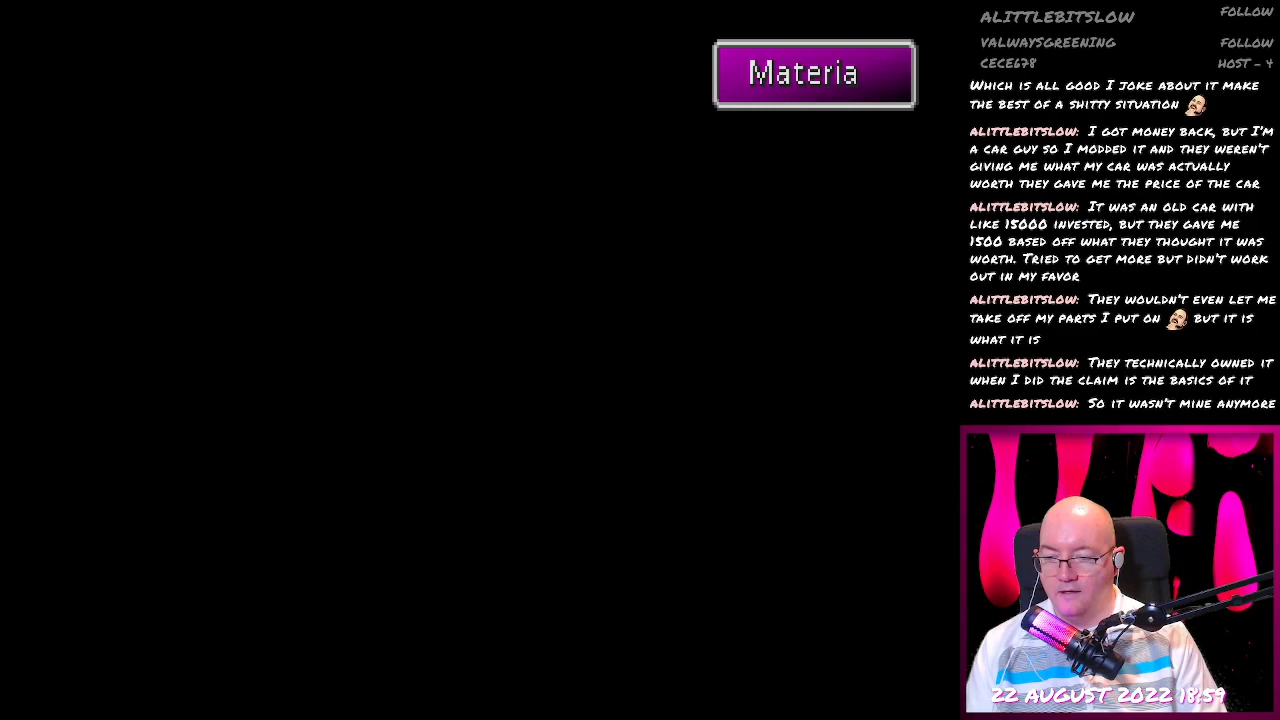 Materia
ALITTLEBITSLOW FOLLOW
VALWAYSGREENING FOLLOW
CECE678 HOST - 4
WHICH IS ALL GOOD I JOKE ABOUT IT MAKE
THE BEST OF A SHITTY SITUATION
ALITTLEBITSLOW: I GOT MONEY BACK, BUT I'M
A CAR GUY SO I MODDED IT AND THEY WEREN'T
GIVING ME WHAT MY CAR WAS ACTUALLY
WORTH THEY GAVE ME THE PRICE OF THE CAR
ALITTLEBITSLOW: IT WAS AN OLD CAR WITH
LIKE 15000 INVESTED, BUT THEY GAVE ME
1500 BASED OFF WHAT THEY THOUGHT IT WAS
WORTH. TRIED TO GET MORE BUT DIDN'T WORK
OUT IN MY FAVOR
ALITTLEBITSLOW: THEY WOULDN'T EVEN LET ME
TAKE OFF MY PARTS I PUT ON BUT IT IS
WHAT IT IS
ALITTLEBITSLOW: THEY TECHNICALLY OWNED IT
WHEN I DID THE CLAIM IS THE BASICS OF IT
ALITTLEBITSLOW: SO IT WASN'T MINE ANYMORE
22 AUGUST 2022 18:59